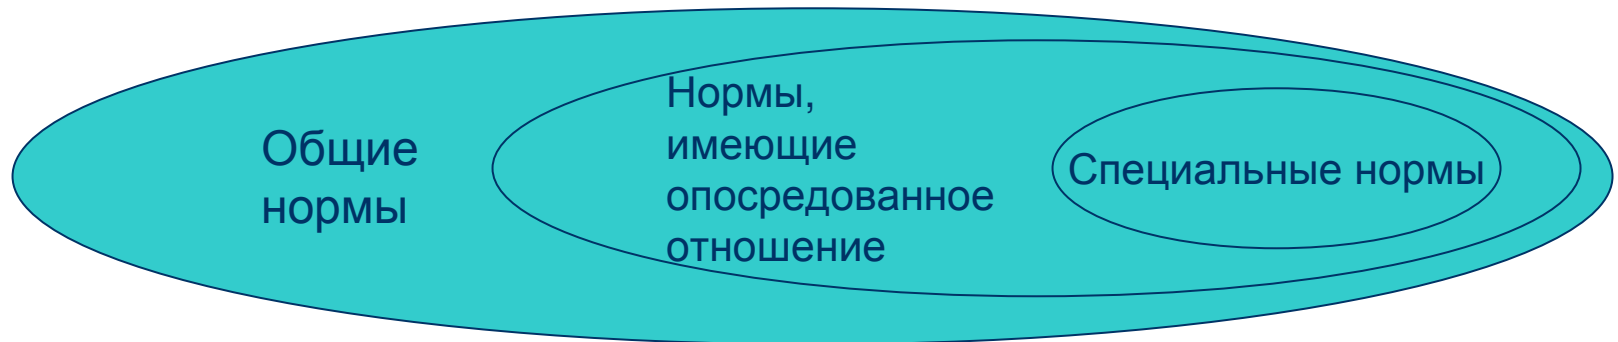 Общие
нормы
Нормы,
имеющие
опосредованное
отношение
Специальные нормы